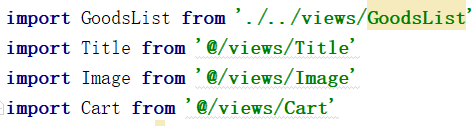 import GoodsList from './../views/GoodsList'
import Title from '@/views/Title'
import Image from '@/views/Image'
import Cart from '@/views/Cart'